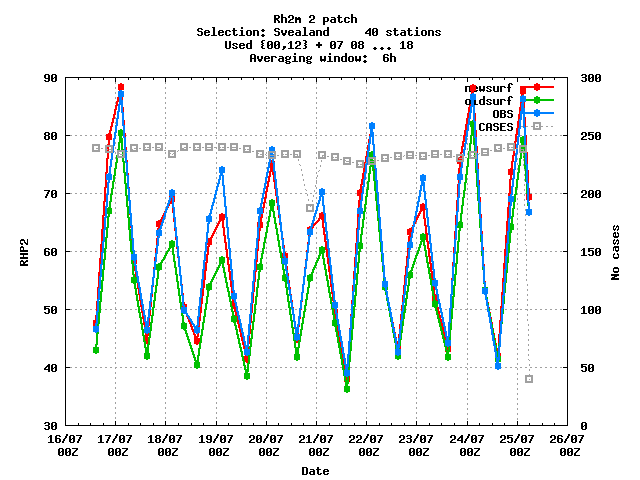 Rh2m 2 patch
Selection: Svealand 40 stations
Used {00,12} + 07 08 ... 18
Averaging window: 6h
newsurf
oldsurf
OBS
CASES
90
80
70
60
50
40
30
300
250
200
150
100
50
0
RHP2
No cases
16/07 17/07 18/07 19/07 20/07 21/07 22/07 23/07 24/07 25/07 26/07
00Z 00Z 00Z 00Z 00Z 00Z 00Z 00Z 00Z 00Z 00Z
Date